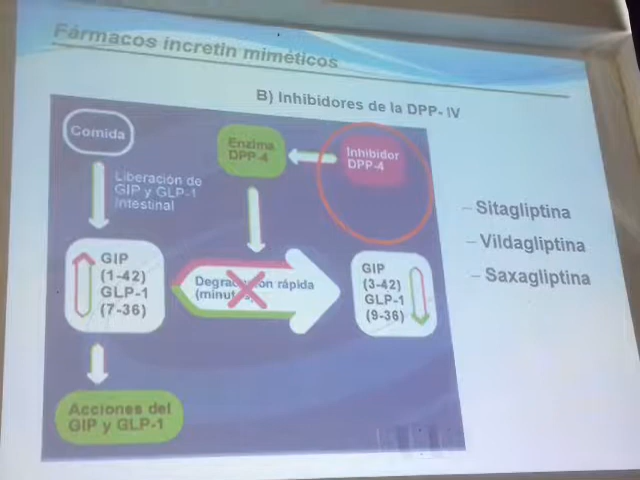 Fármacos incretin miméticos
B) Inhibidores de la DPP- IV
Comida
Enzima
DPP-4
Inhibidor
DPP-4
Liberación de
GIP y GLP-1
Intestinal
GIP
(1-42)
GLP-1
(7-36)
Degradación rápida
(minutos)
GIP
(3-42)
GLP-1
(9-36)
Acciones del
GIP y GLP-1
– Sitagliptina
– Vildagliptina
– Saxagliptina